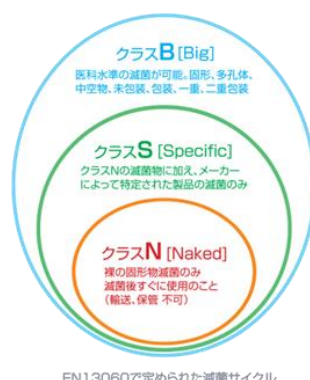 クラスB [Big]
医科水準の滅菌が可能。固形、多孔体、
中空物、未包装、包装、一重、二重包装
クラスS [Specific]
クラスNの滅菌物に加え、メーカー
によって特定された製品の滅菌のみ
クラスN [Naked]
裸の固形物滅菌のみ
滅菌後すぐに使用のこと
(輸送、保管 不可)
EN13060で定められた滅菌サイクル